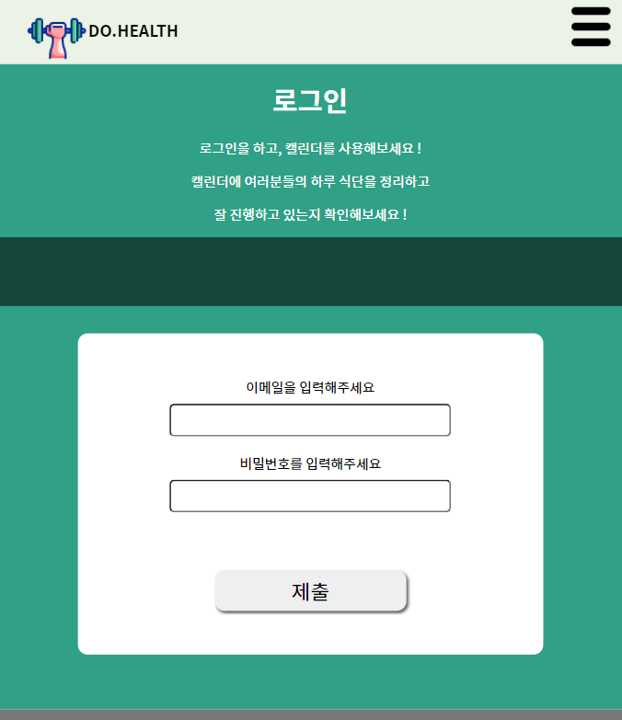 DO.HEALTH
로그인
로그인을 하고, 캘린더를 사용해보세요 !
캘린더에 여러분들의 하루 식단을 정리하고
잘 진행하고 있는지 확인해보세요 !
이메일을 입력해주세요
비밀번호를 입력해주세요
제출